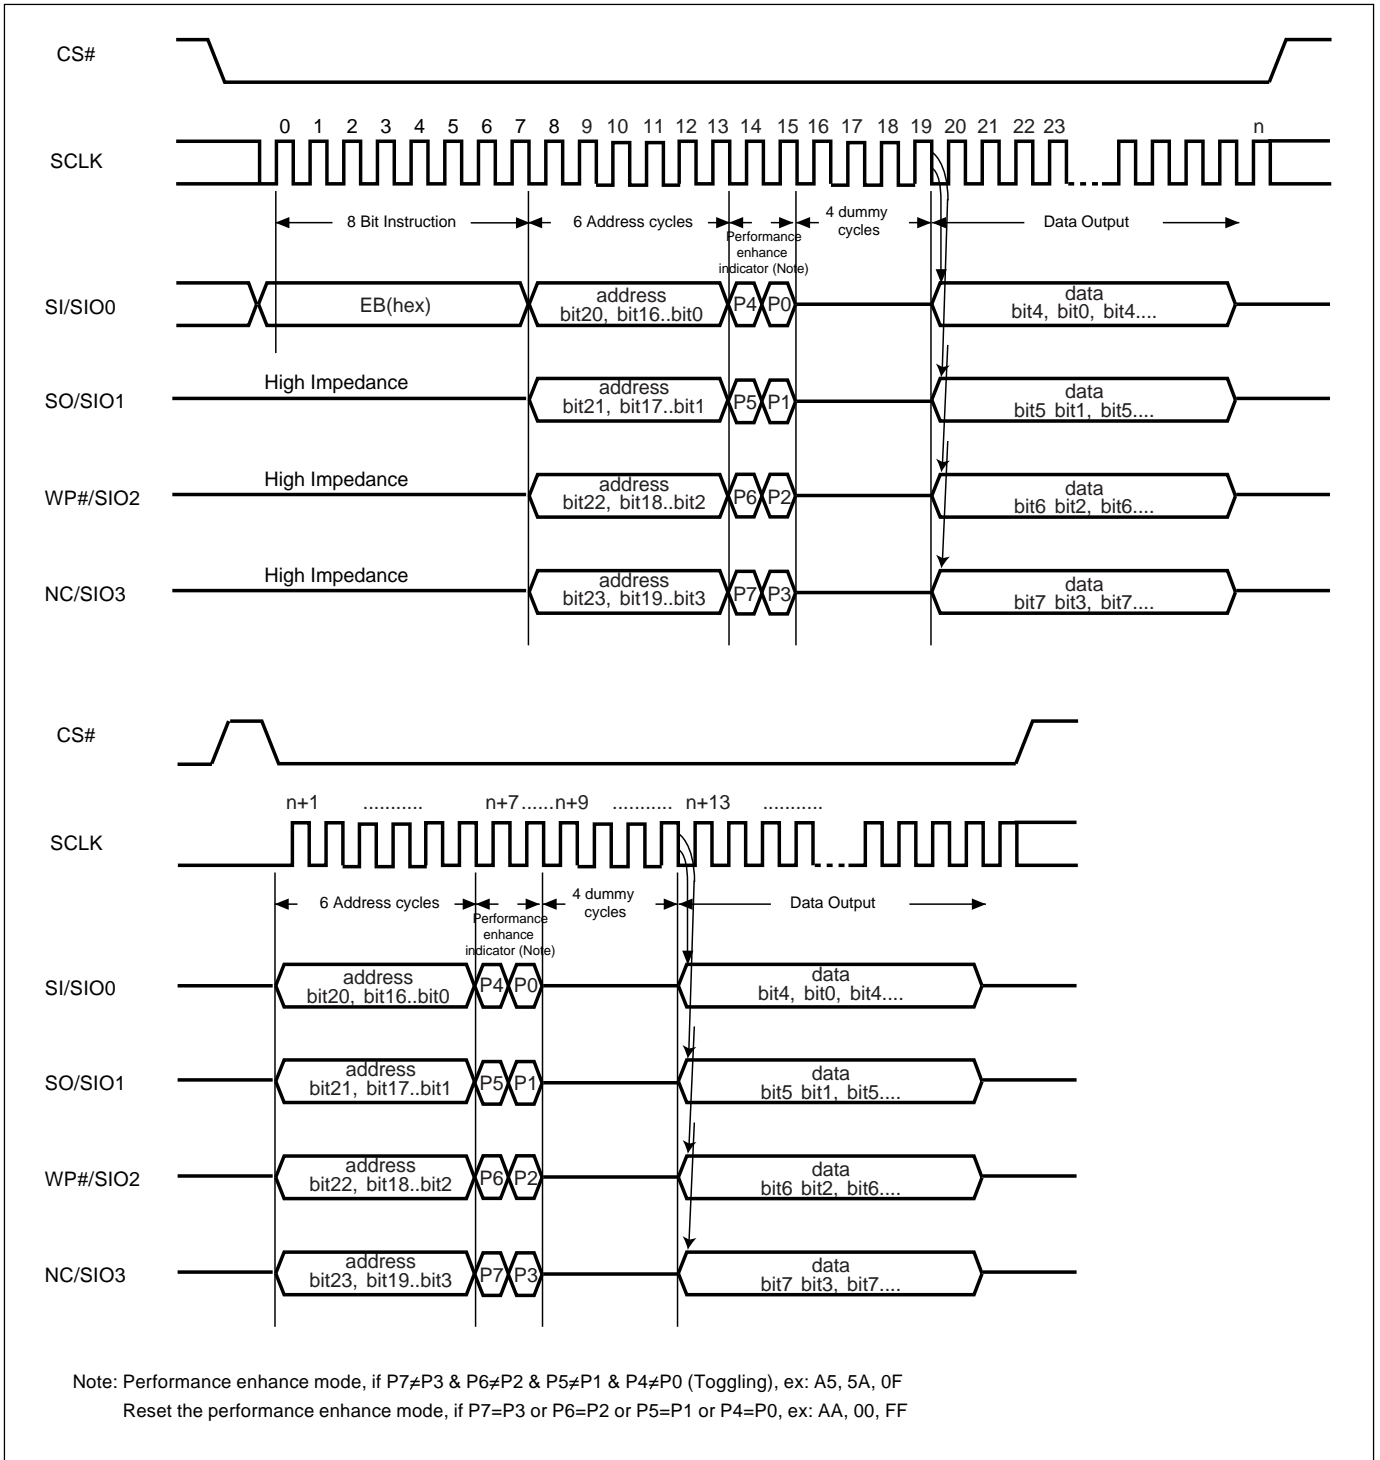 CS#
0 1 2 3 4 5 6 7 8 9 10 11 12 13 14 15 16 17 18 19 20 21 22 23 n
SCLK
8 Bit Instruction
6 Address cycles
Performance
enhance
indicator (Note)
4 dummy
cycles
Data Output
SI/SIO0
EB(hex)
address
bit20, bit16..bit0
P4 P0
data
bit4, bit0, bit4....
SO/SIO1
High Impedance
address
bit21, bit17..bit1
P5 P1
data
bit5 bit1, bit5....
WP#/SIO2
High Impedance
address
bit22, bit18..bit2
P6 P2
data
bit6 bit2, bit6....
NC/SIO3
High Impedance
address
bit23, bit19..bit3
P7 P3
data
bit7 bit3, bit7....
CS#
n+1 ........... n+7......n+9 ........... n+13 ...........
SCLK
6 Address cycles
Performance
enhance
indicator (Note)
4 dummy
cycles
Data Output
SI/SIO0
address
bit20, bit16..bit0
P4 P0
data
bit4, bit0, bit4....
SO/SIO1
address
bit21, bit17..bit1
P5 P1
data
bit5 bit1, bit5....
WP#/SIO2
address
bit22, bit18..bit2
P6 P2
data
bit6 bit2, bit6....
NC/SIO3
address
bit23, bit19..bit3
P7 P3
data
bit7 bit3, bit7....
Note: Performance enhance mode, if P7≠P3 & P6≠P2 & P5≠P1 & P4≠P0 (Toggling), ex: A5, 5A, 0F
Reset the performance enhance mode, if P7=P3 or P6=P2 or P5=P1 or P4=P0, ex: AA, 00, FF